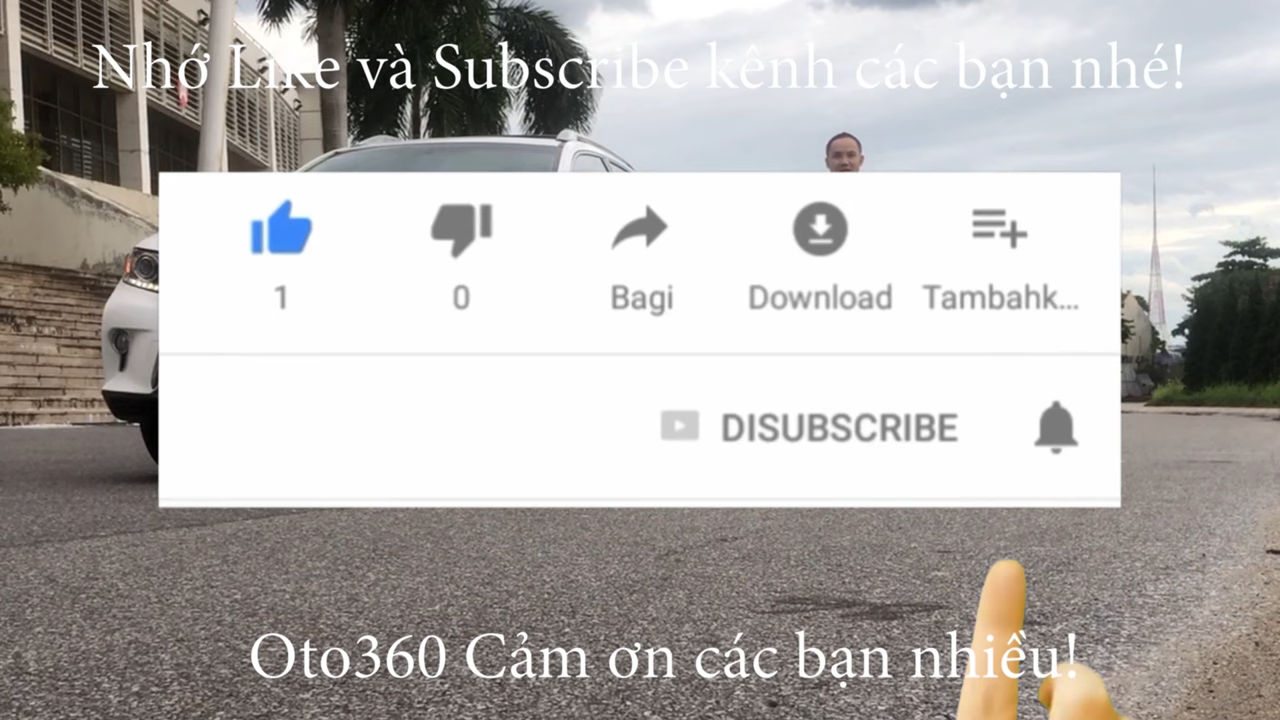 Nhớ Like và Subscribe kênh các bạn nhé!
1 0 Bagi Download Tambahk...
DISUBSCRIBE
Oto360 Cảm ơn các bạn nhiều!